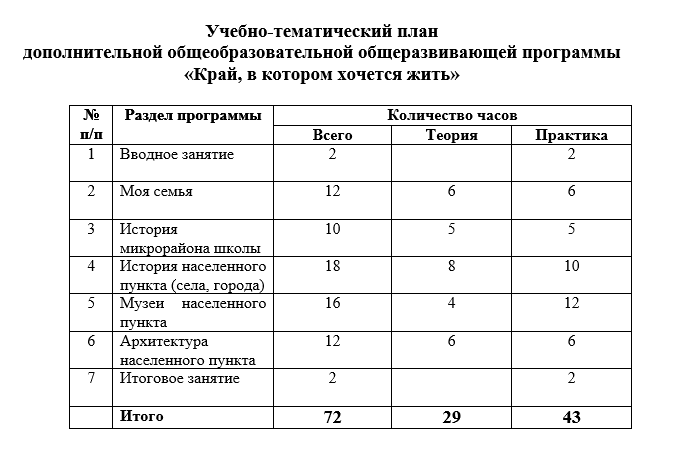 Учебно-тематический план
дополнительной общеобразовательной общеразвивающей программы
«Край, в котором хочется жить»
№ п/п Раздел программы Количество часов
Всего Теория Практика
1 Вводное занятие 2 2
2 Моя семья 12 6 6
3 История 10 5 5
микрорайона школы
4 История населенного 18 8 10
пункта (села, города)
5 Музеи населенного 16 4 12
пункта
6 Архитектура 12 6 6
населенного пункта
7 Итоговое занятие 2 2
Итого 72 29 43